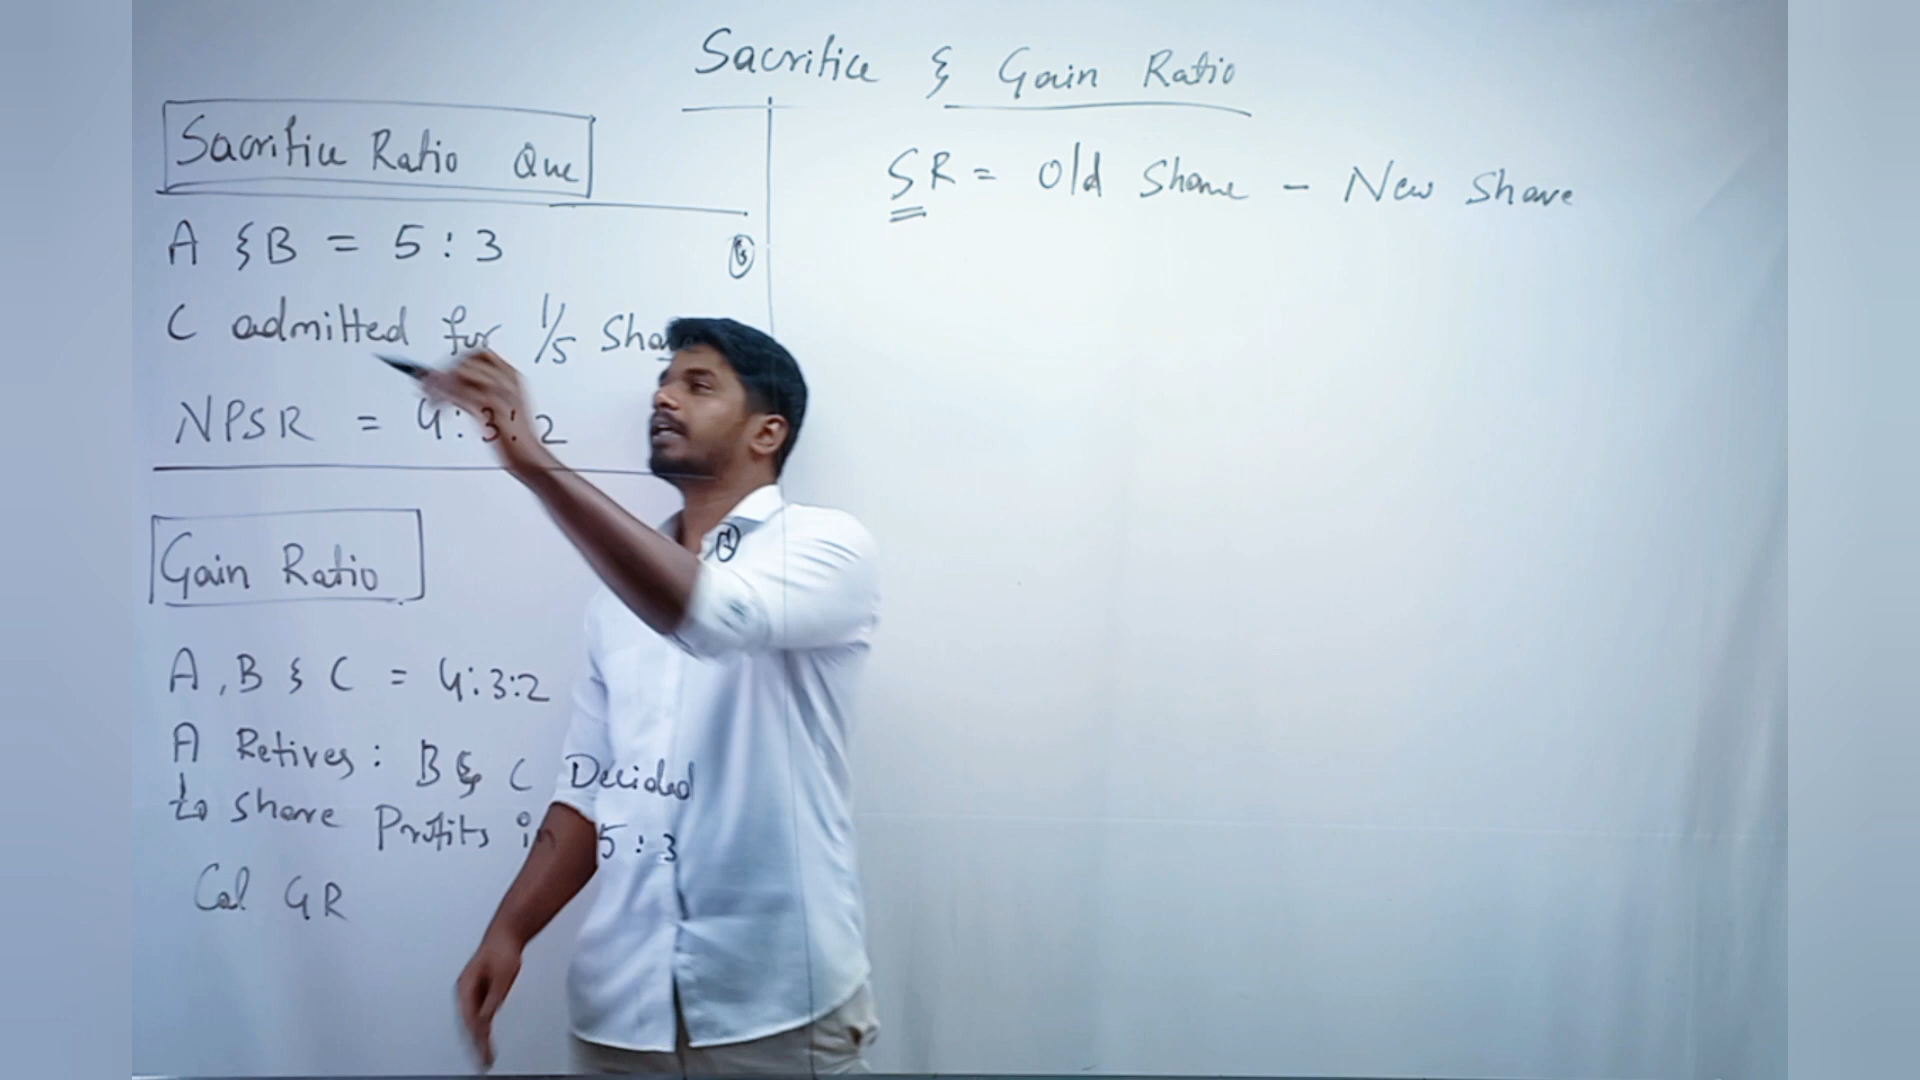 Sacrifice & Gain Ratio
Sacrifice Ratio Que
A & B = 5 : 3
C admitted for 1/5 Share
NPSR = 4:3:2
Gain Ratio
A, B & C = 4:3:2
A Retires : B & C Decided
to share Profits in 5 : 3
Cal GR
SR = Old Share - New Share